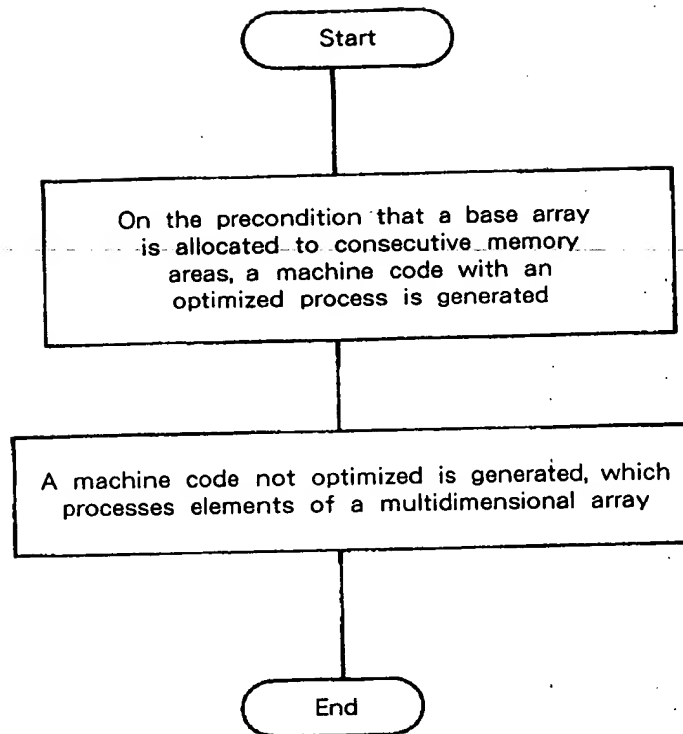 Start
On the precondition that a base array
is allocated to consecutive memory
areas, a machine code with an
optimized process is generated
A machine code not optimized is generated, which
processes elements of a multidimensional array
End